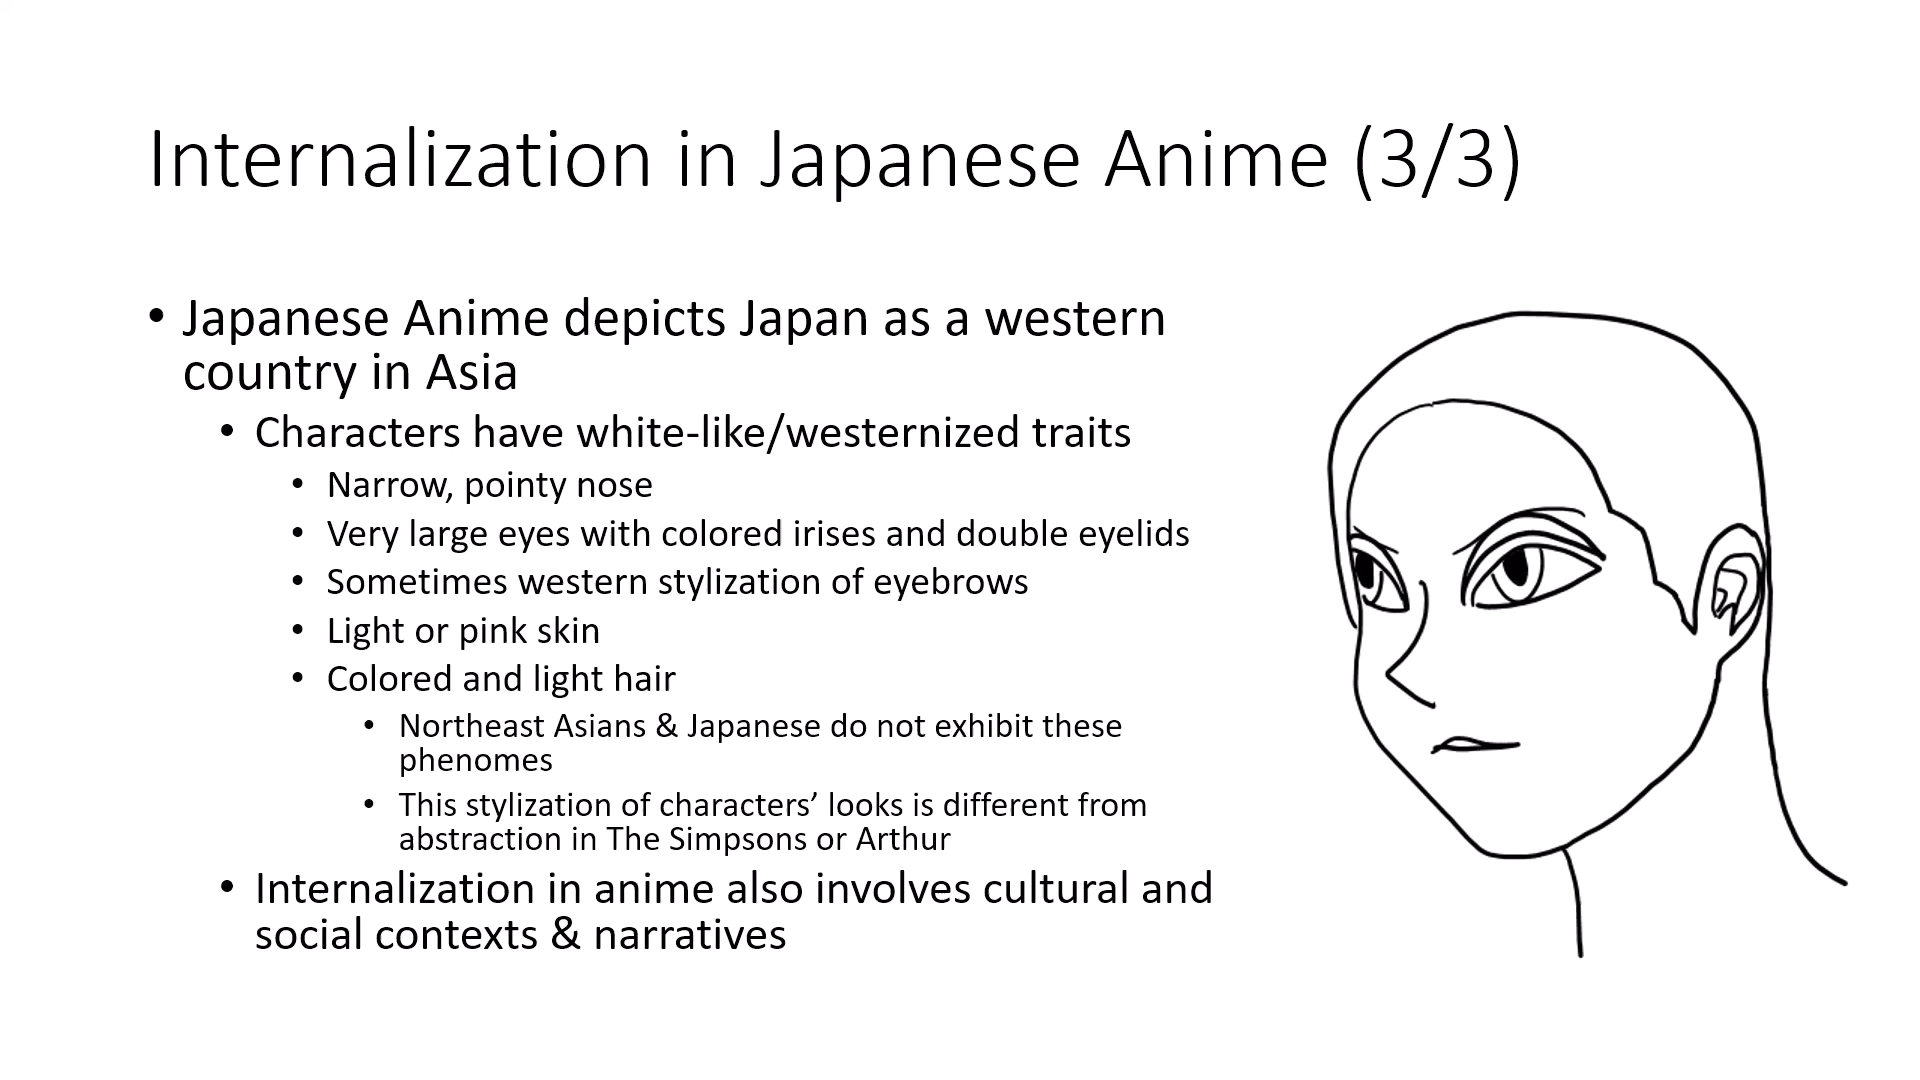 Internalization in Japanese Anime (3/3)
• Japanese Anime depicts Japan as a western
country in Asia
• Characters have white-like/westernized traits
• Narrow, pointy nose
• Very large eyes with colored irises and double eyelids
• Sometimes western stylization of eyebrows
• Light or pink skin
• Colored and light hair
• Northeast Asians & Japanese do not exhibit these
phenomes
• This stylization of characters’ looks is different from
abstraction in The Simpsons or Arthur
• Internalization in anime also involves cultural and
social contexts & narratives